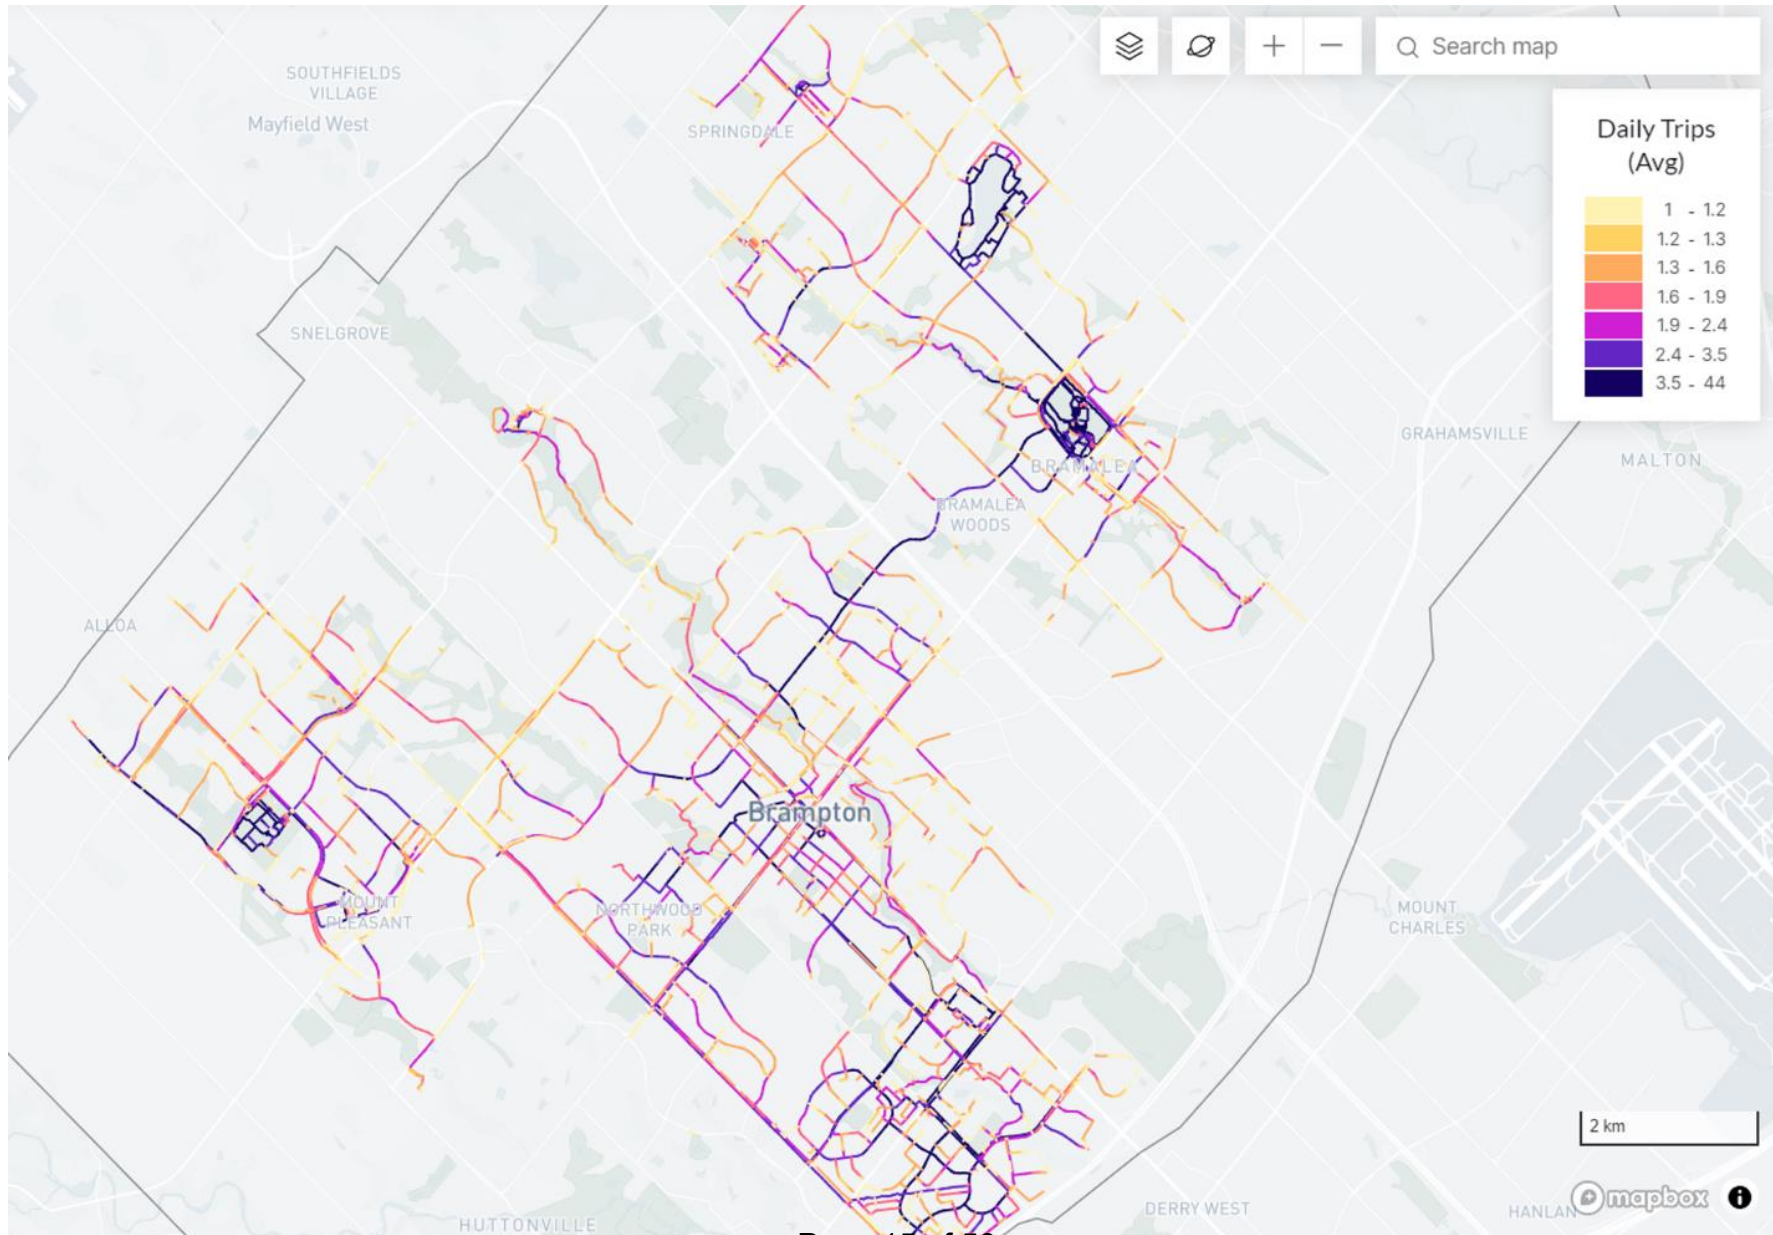 Search map
Daily Trips
(Avg)
1 - 1.2
1.2 - 1.3
1.3 - 1.6
1.6 - 1.9
1.9 - 2.4
2.4 - 3.5
3.5 - 44
SOUTHFIELDS
VILLAGE
Mayfield West
SPRINGDALE
SNELGROVE
GRAHAMSVILLE
MALTON
BRAMALEA
BRAMALEA
WOODS
ALLOA
Brampton
MOUNT
PLEASANT
NORTHWOOD
PARK
MOUNT
CHARLES
2 km
mapbox
DERRY WEST
HANLAN
HUTTONVILLE